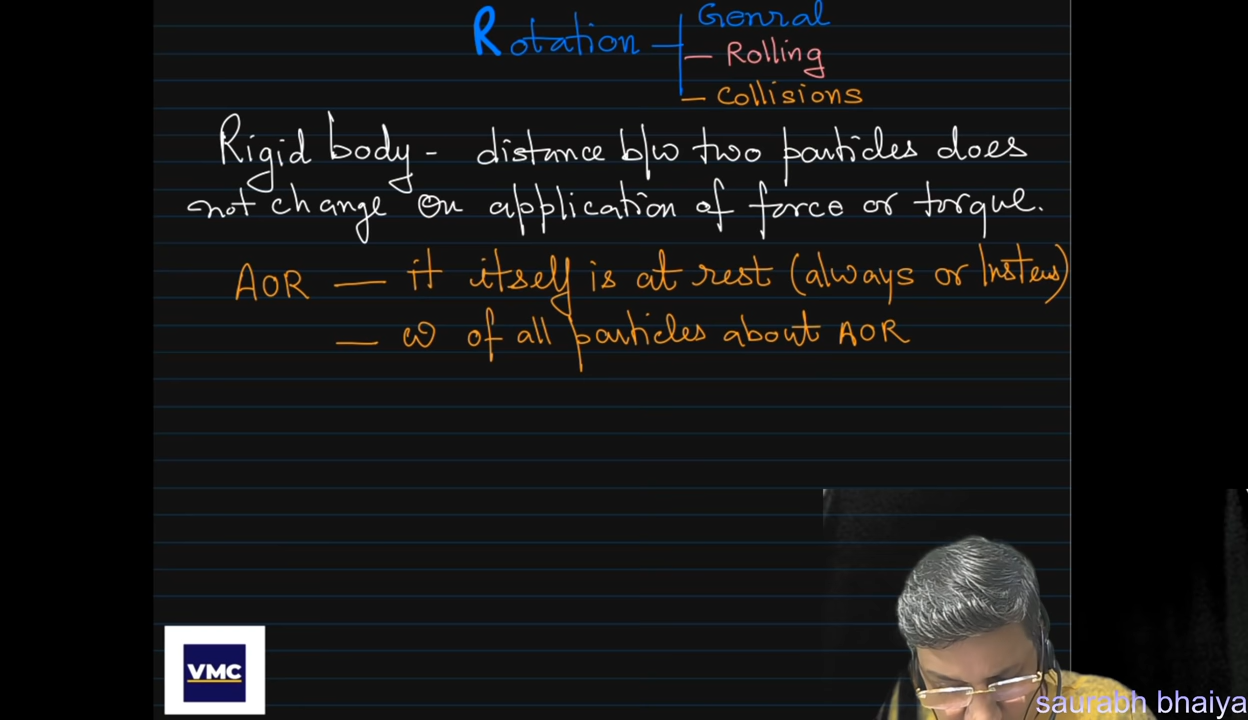 Rotation - Genral
- Rolling
- Collisions
Rigid body - distance b/w two particles does
not change on application of force or torque.
AOR — it itself is at rest (always or Instens)
— ω of all particles about AOR
VMC
saurabh bhaiya